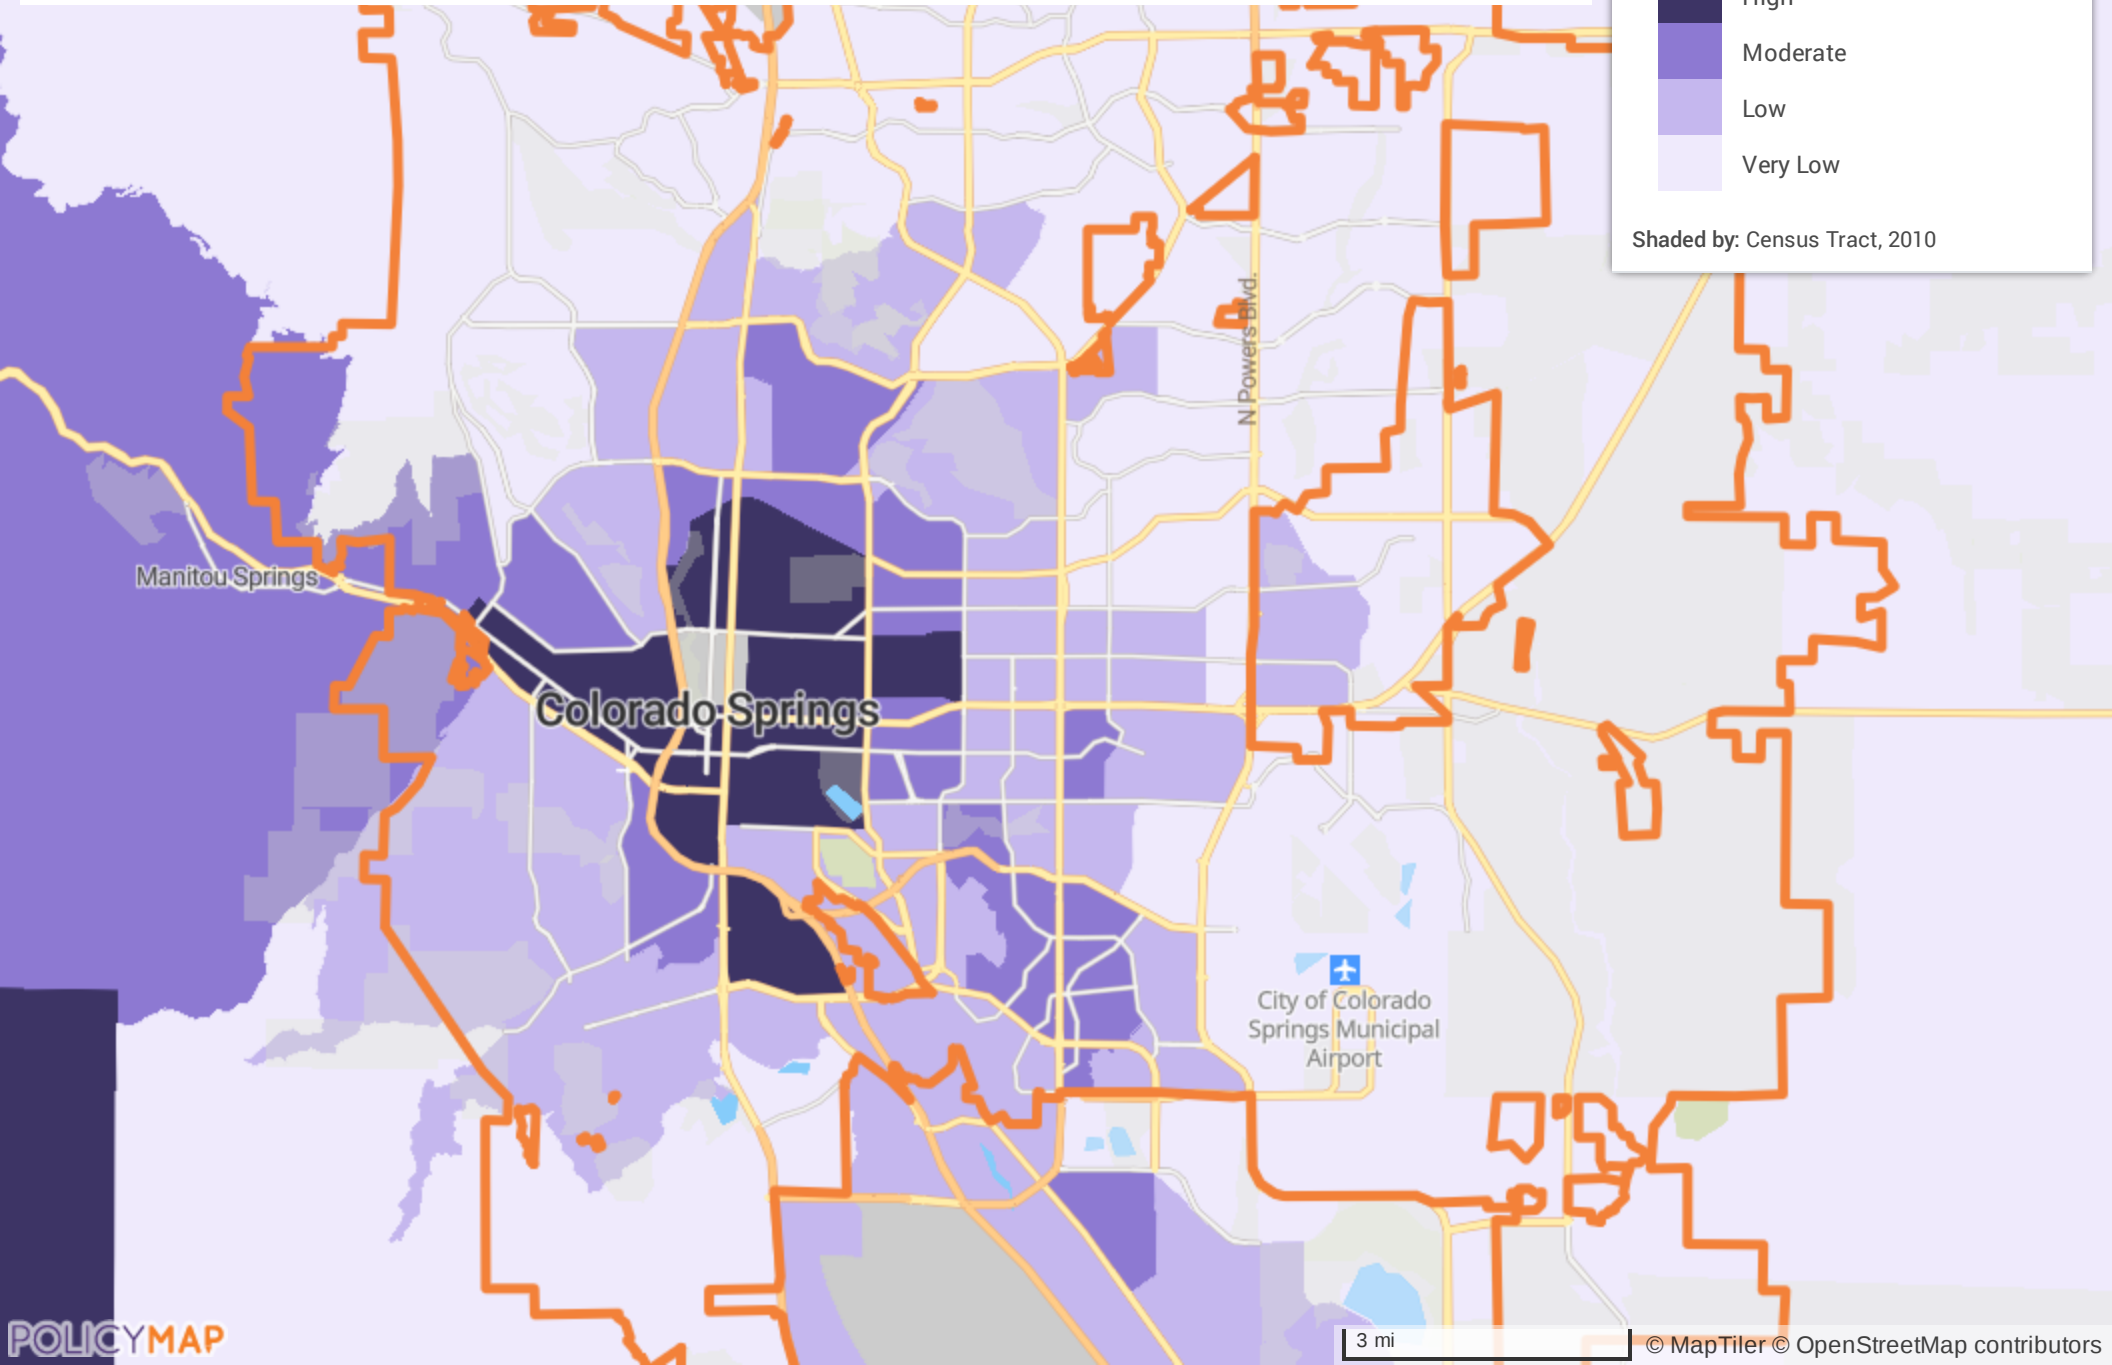 High
Moderate
Low
Very Low
Shaded by: Census Tract, 2010
N Powers Blvd.
Manitou Springs
Colorado Springs
City of Colorado
Springs Municipal
Airport
POLICYMAP
3 mi
© MapTiler © OpenStreetMap contributors